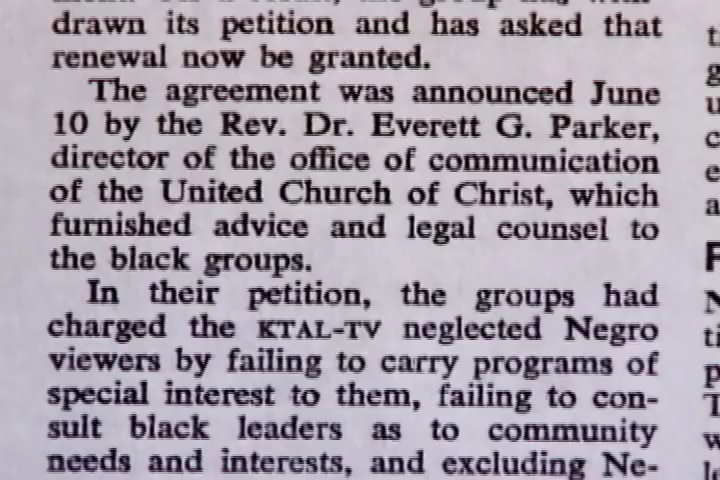 drawn its petition and has asked that
renewal now be granted.
The agreement was announced June
10 by the Rev. Dr. Everett G. Parker,
director of the office of communication
of the United Church of Christ, which
furnished advice and legal counsel to
the black groups.
In their petition, the groups had
charged the KTAL-TV neglected Negro
viewers by failing to carry programs of
special interest to them, failing to con-
sult black leaders as to community
needs and interests, and excluding Ne-